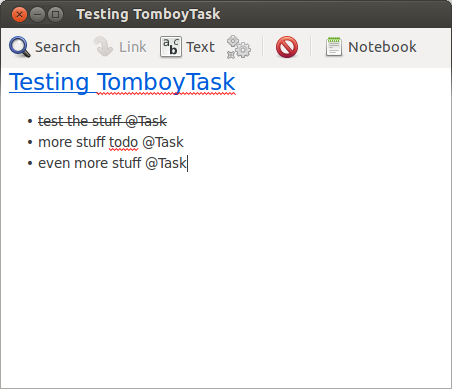 Testing TomboyTask
Search Link Text Notebook
Testing TomboyTask
• test the stuff @Task
• more stuff todo @Task
• even more stuff @Task